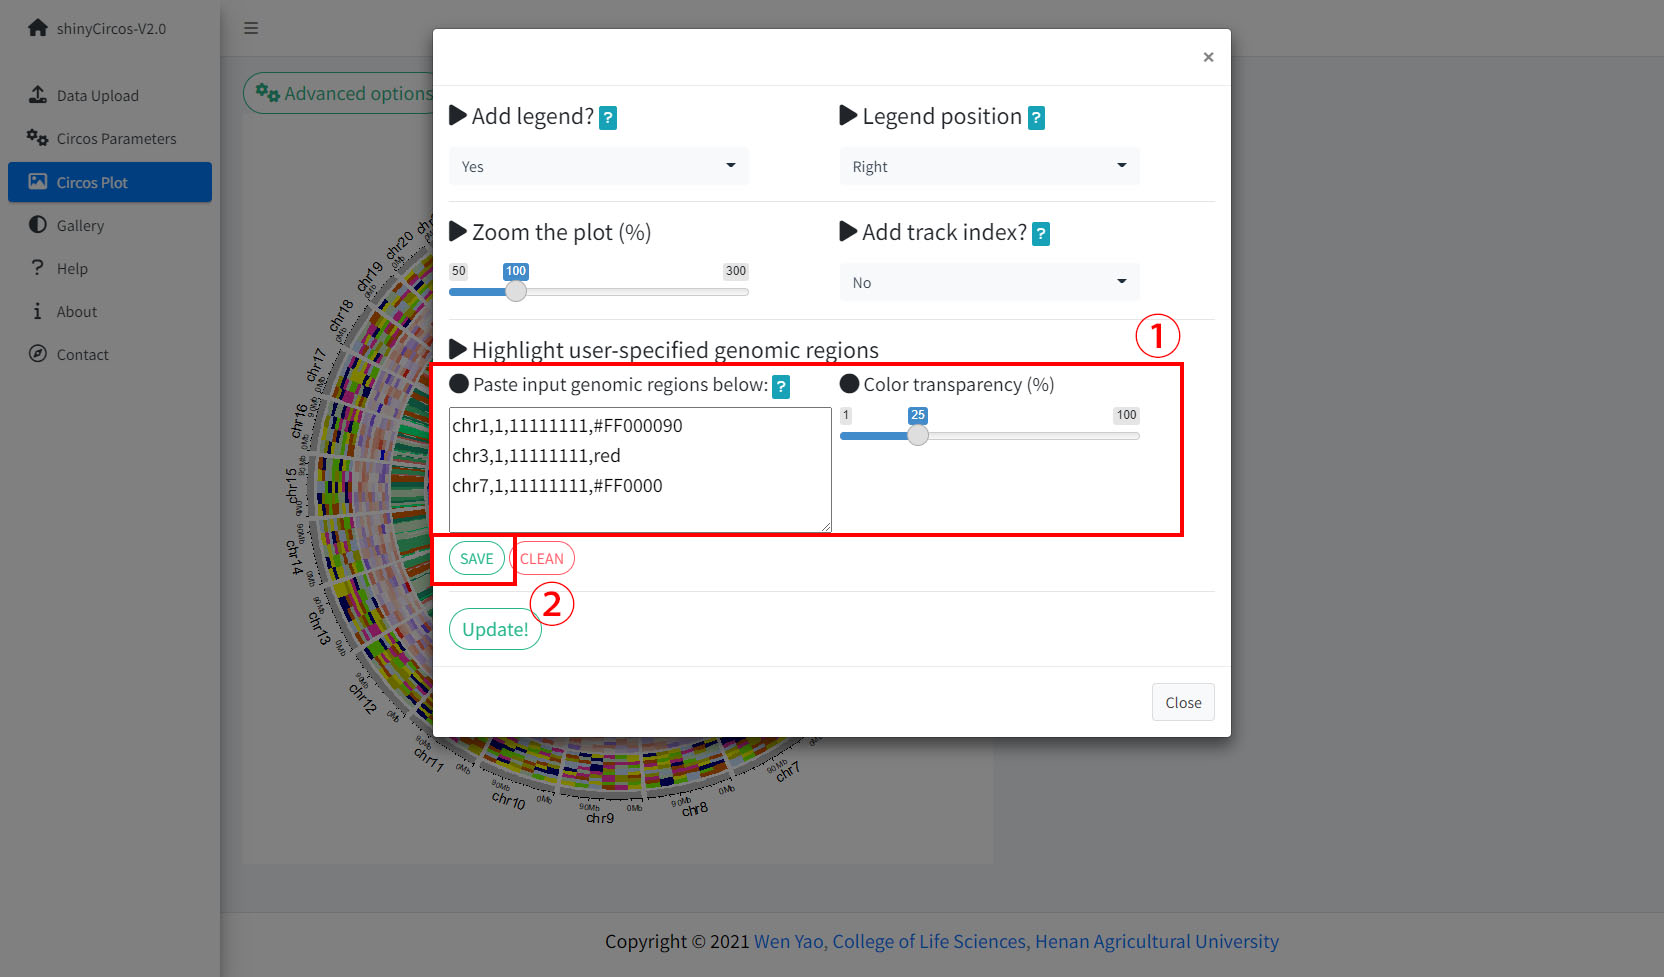 shinyCircos-V2.0
Data Upload
Circos Parameters
Circos Plot
Gallery
Help
About
Contact
Advanced options
×
Add legend? ?
Legend position ?
Yes
Right
Zoom the plot (%)
Add track index? ?
50 100 300
No
Highlight user-specified genomic regions
①
Paste input genomic regions below: ?
Color transparency (%)
chr1,1,11111111,#FF000090
chr3,1,11111111,red
chr7,1,11111111,#FF0000
1 25 100
SAVE CLEAN
②
Update!
Close
chr20
chr19
chr18
chr17
chr16
chr15
chr14
chr13
chr12
chr11
chr10
chr9
chr8
chr7
90Mb
0Mb
Copyright © 2021 Wen Yao, College of Life Sciences, Henan Agricultural University